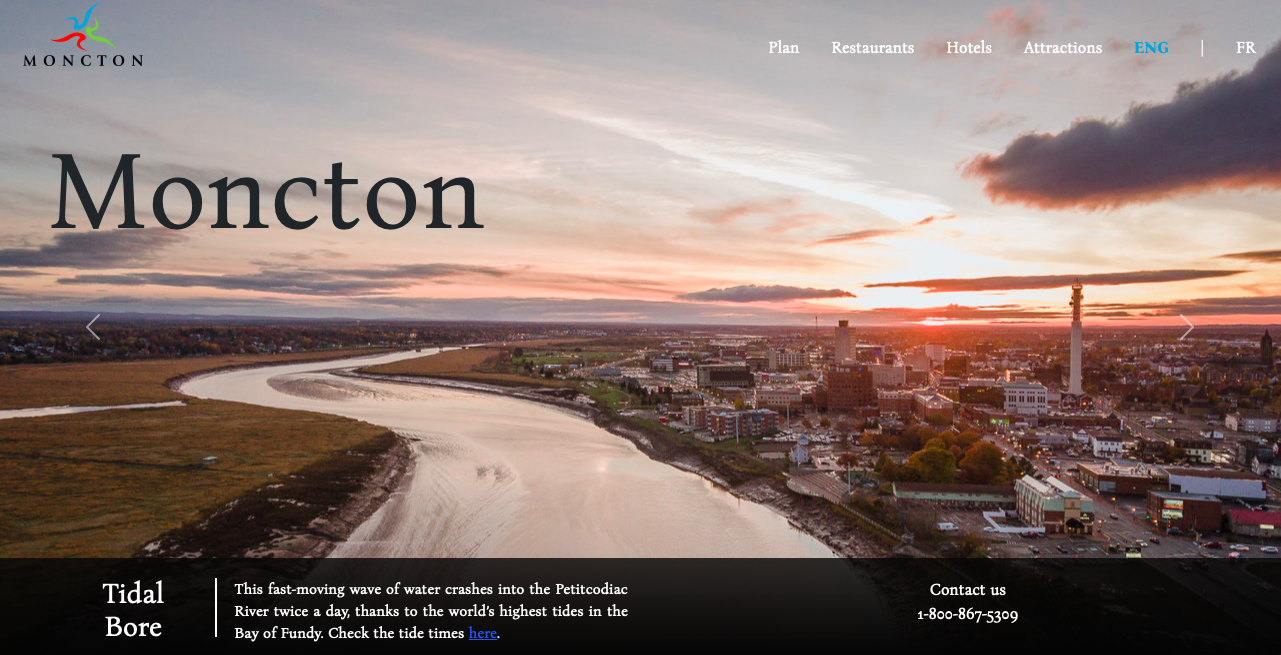 MONCTON
Plan Restaurants Hotels Attractions ENG | FR
Moncton
Tidal
Bore
This fast-moving wave of water crashes into the Petitcodiac
River twice a day, thanks to the world's highest tides in the
Bay of Fundy. Check the tide times here.
Contact us
1-800-867-5309